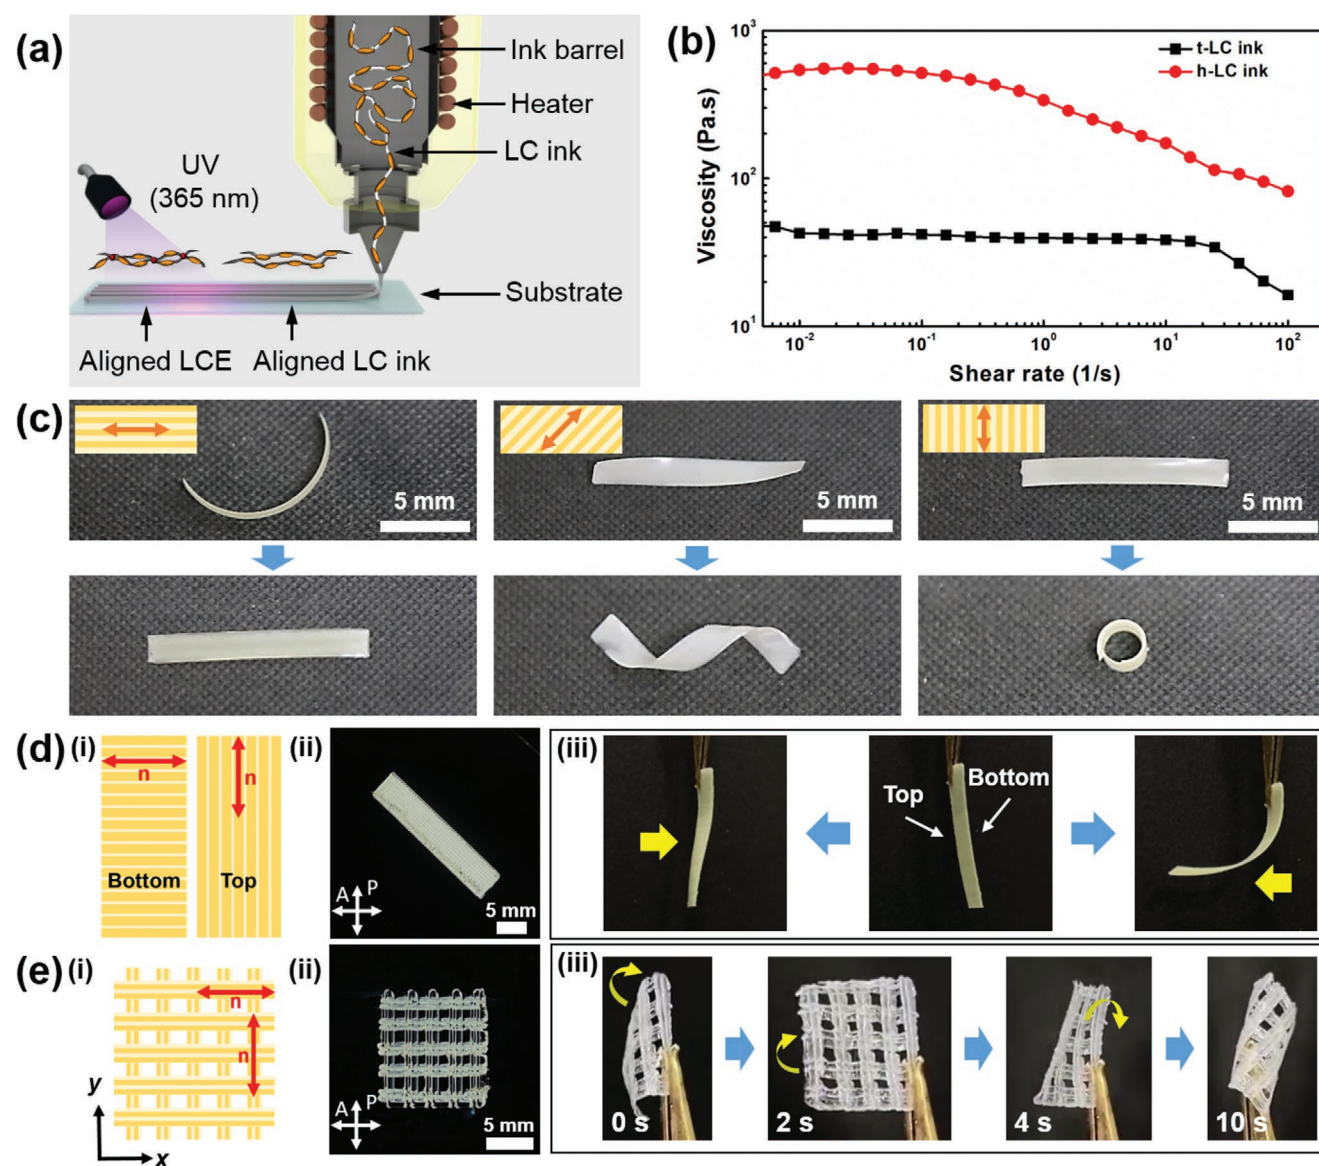 (a)
Ink barrel
Heater
LC ink
UV
(365 nm)
Substrate
Aligned LCE
Aligned LC ink
(b)
10³
10²
10¹
Viscosity (Pa.s)
t-LC ink
h-LC ink
10⁻²
10⁻¹
10⁰
10¹
10²
Shear rate (1/s)
(c)
5 mm
5 mm
5 mm
(d)
(i)
n
n
Bottom
Top
(ii)
A
P
5 mm
(iii)
Top
Bottom
(e)
(i)
n
n
y
x
(ii)
A
P
5 mm
(iii)
0 s
2 s
4 s
10 s